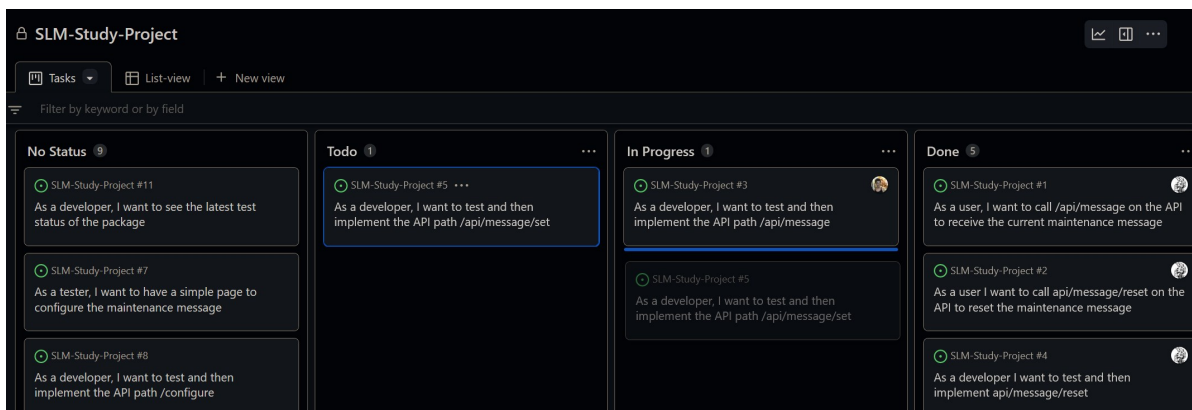 SLM-Study-Project
Tasks
List-view
New view
Filter by keyword or by field
No Status 9
SLM-Study-Project #11
As a developer, I want to see the latest test
status of the package
SLM-Study-Project #7
As a tester, I want to have a simple page to
configure the maintenance message
SLM-Study-Project #8
As a developer, I want to test and then
implement the API path /configure
Todo 1
SLM-Study-Project #5
As a developer, I want to test and then
implement the API path /api/message/set
In Progress 1
SLM-Study-Project #3
As a developer, I want to test and then
implement the API path /api/message
SLM-Study-Project #5
As a developer, I want to test and then
implement the API path /api/message/set
Done 5
SLM-Study-Project #1
As a user, I want to call /api/message on the API
to receive the current maintenance message
SLM-Study-Project #2
As a user I want to call api/message/reset on the
API to reset the maintenance message
SLM-Study-Project #4
As a developer I want to test and then
implement api/message/reset